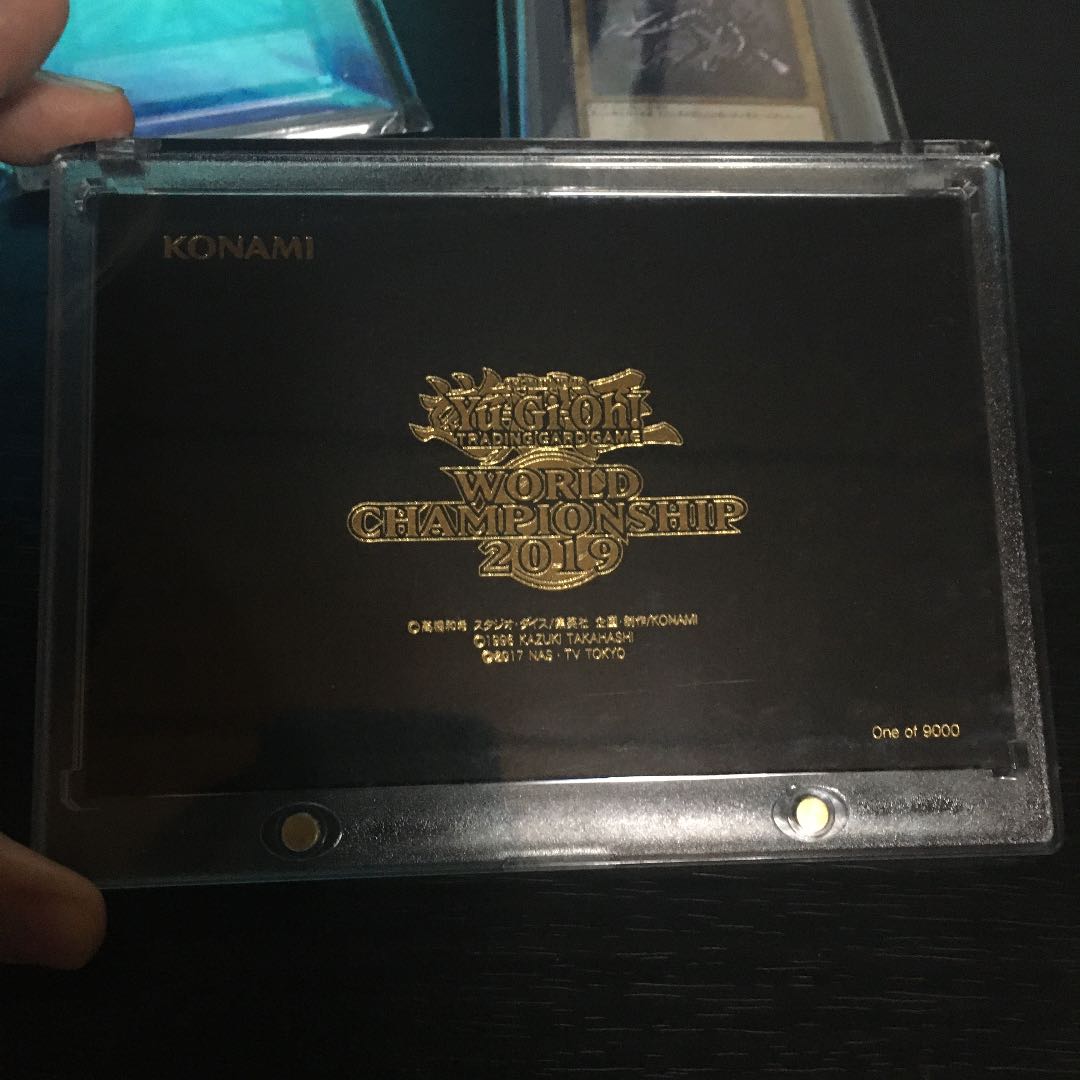 KONAMI
Yu-Gi-Oh!
TRADING CARD GAME
WORLD
CHAMPIONSHIP
2019
©高橋和希 スタジオ・ダイス/集英社 企画・制作/KONAMI
©1996 KAZUKI TAKAHASHI
©2017 NAS・TV TOKYO
One of 9000